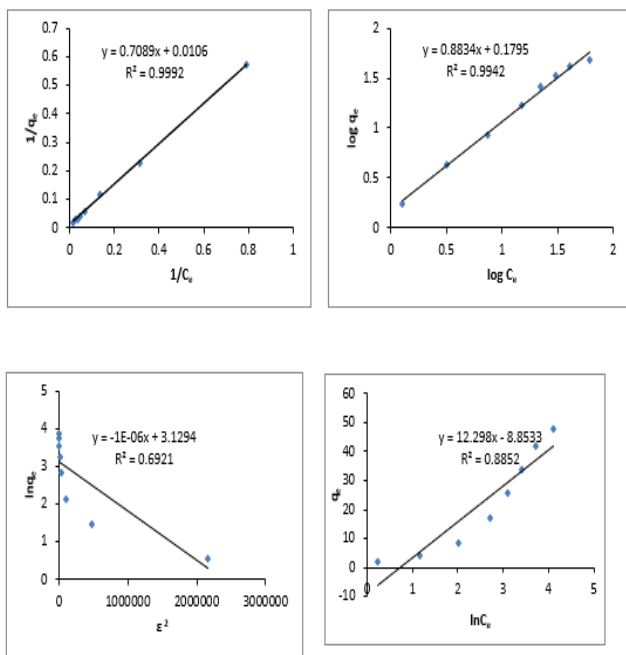 0.7
0.6
0.5
0.4
0.3
0.2
0.1
0
y = 0.7089x + 0.0106
R² = 0.9992
1/qₑ
0 0.2 0.4 0.6 0.8 1
1/Cₑ
2
1.5
1
0.5
0
y = 0.8834x + 0.1795
R² = 0.9942
log qₑ
0 0.5 1 1.5 2
log Cₑ
5
4
3
2
1
0
y = -1E-06x + 3.1294
R² = 0.6921
lnqₑ
0 1000000 2000000 3000000
ε²
60
50
40
30
20
10
0
-10
y = 12.298x - 8.8533
R² = 0.8852
qₑ
0 1 2 3 4 5
lnCₑ